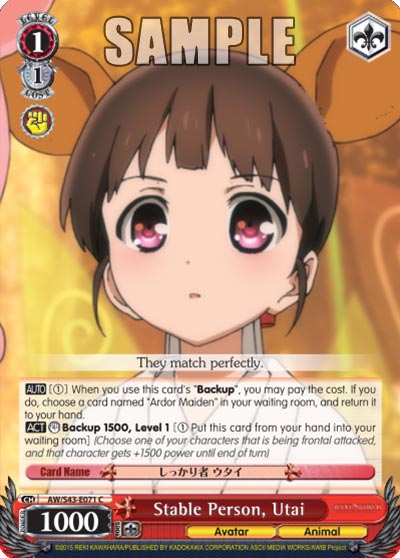 LEVEL
SAMPLE
1
1
COST
They match perfectly.
AUTO [①] When you use this card's "Backup", you may pay the cost. If you
do, choose a card named "Ardor Maiden" in your waiting room, and return it
to your hand.
ACT Backup 1500, Level 1 [① Put this card from your hand into your
waiting room] (Choose one of your characters that is being frontal attacked,
and that character gets +1500 power until end of turn)
Card Name しっかり者 ウタイ
CH AW/S43-E071 C
1000
Stable Person, Utai
Avatar
Animal
©2015 REKI KAWAHARA/PUBLISHED BY KADOKAWA CORPORATION ASCII MEDIA WORKS/AWIB Project